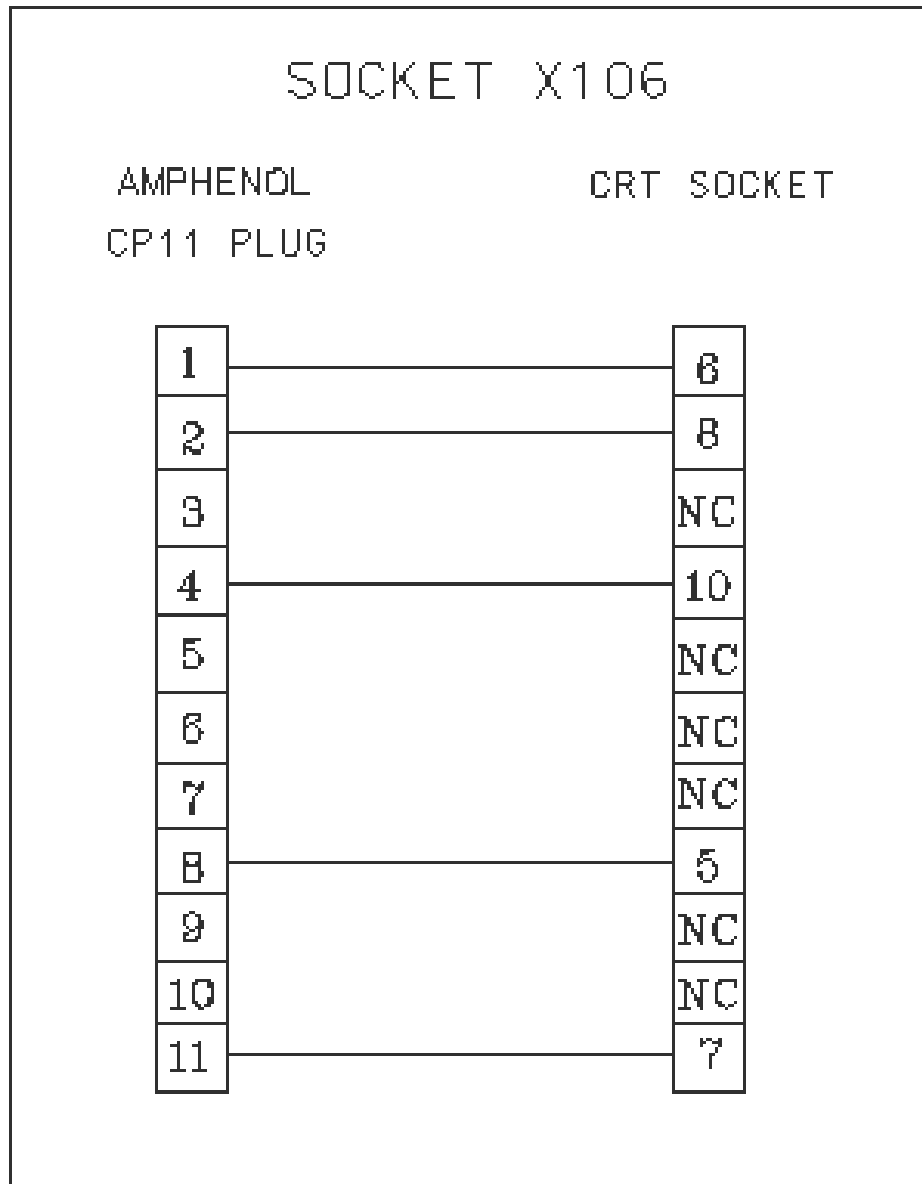 SOCKET X106
AMPHENOL CRT SOCKET
CP11 PLUG
1 6
2 8
3 NC
4 10
5 NC
6 NC
7 NC
8 5
9 NC
10 NC
11 7